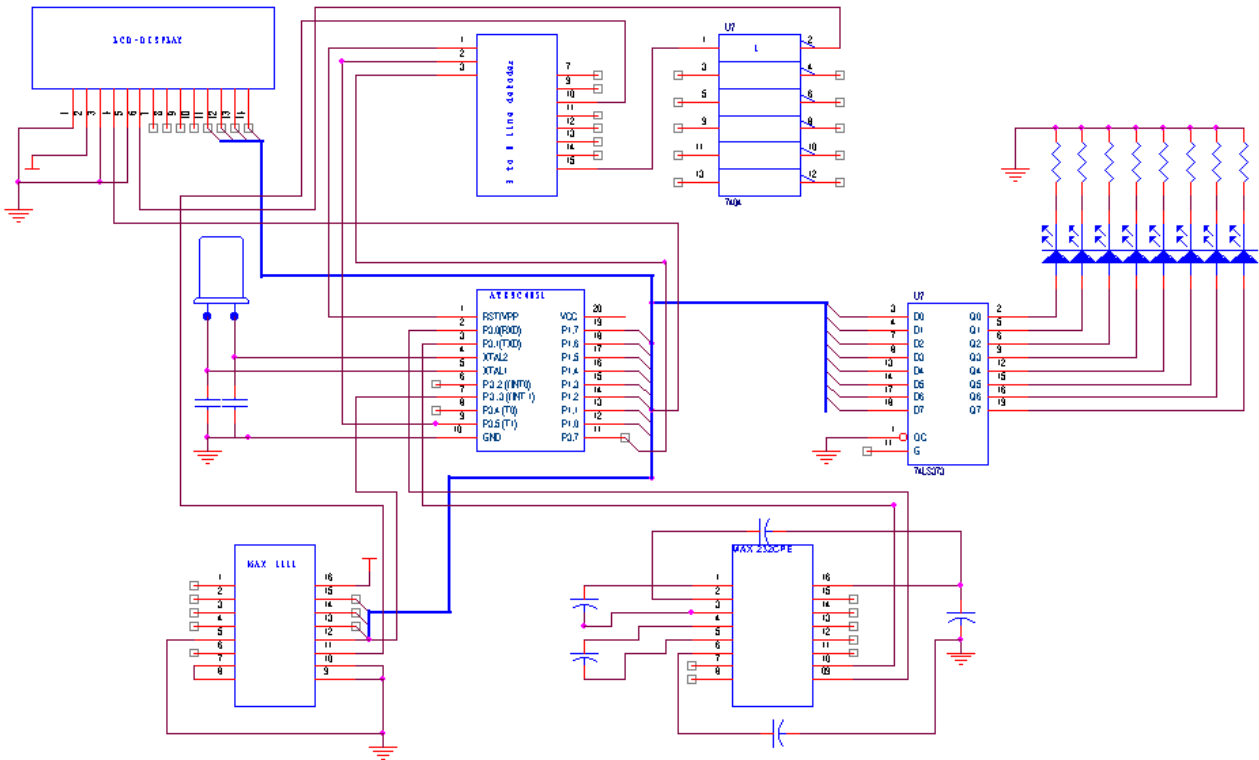 LCD-DISPLAY
1 2 3 4 5 6 7 8 9 10 11 12 13 14
3 to 8 line decoder
1
2
3
7
9
10
11
12
13
14
15
U?
1
1 2
3 4
5 6
9 8
11 10
13 12
7404
AT89C4051
1 RST/VPP VCC 20
2 P3.0(RXD) P1.7 19
3 P3.1(TXD) P1.6 18
4 XTAL2 P1.5 17
5 XTAL1 P1.4 16
6 P3.2(INT0) P1.3 15
7 P3.3(INT1) P1.2 14
8 P3.4(T0) P1.1 13
9 P3.5(T1) P1.0 12
10 GND P3.7 11
U?
3 D0 Q0 2
4 D1 Q1 5
7 D2 Q2 6
8 D3 Q3 9
13 D4 Q4 12
14 D5 Q5 15
17 D6 Q6 16
18 D7 Q7 19
1 OC
11 G
74LS373
MAX 1111
1 16
2 15
3 14
4 13
5 12
6 11
7 10
8 9
MAX 232CPE
1 16
2 15
3 14
4 13
5 12
6 11
7 10
8 09